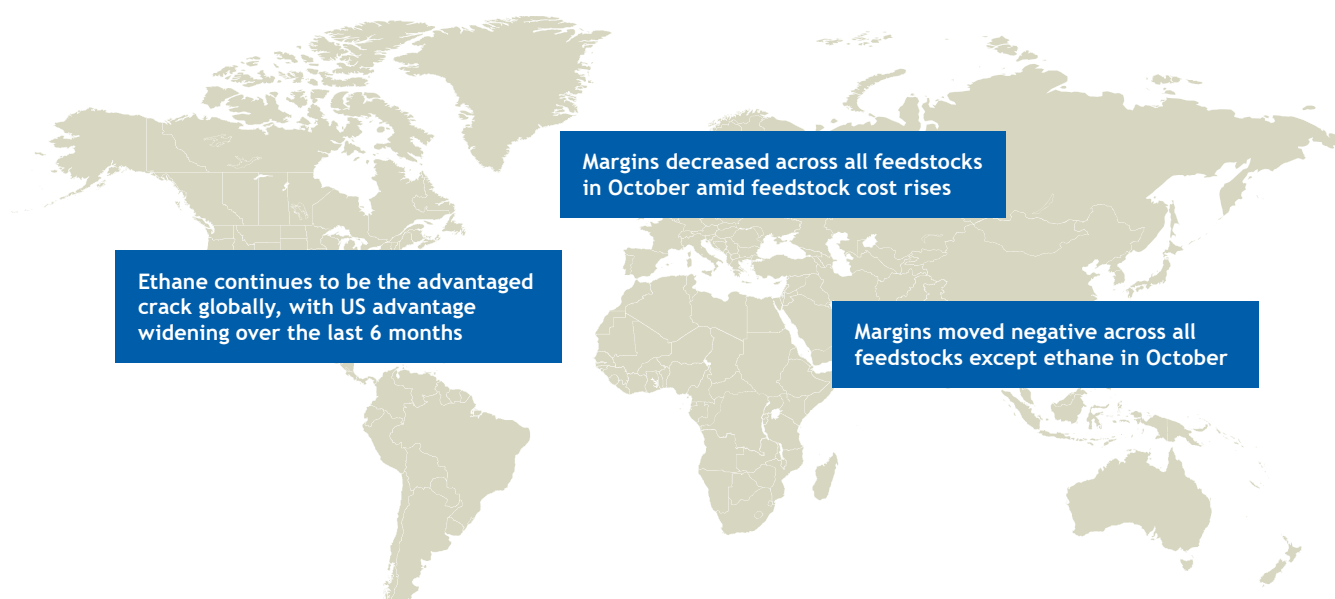 Margins decreased across all feedstocks
in October amid feedstock cost rises
Ethane continues to be the advantaged
crack globally, with US advantage
widening over the last 6 months
Margins moved negative across all
feedstocks except ethane in October